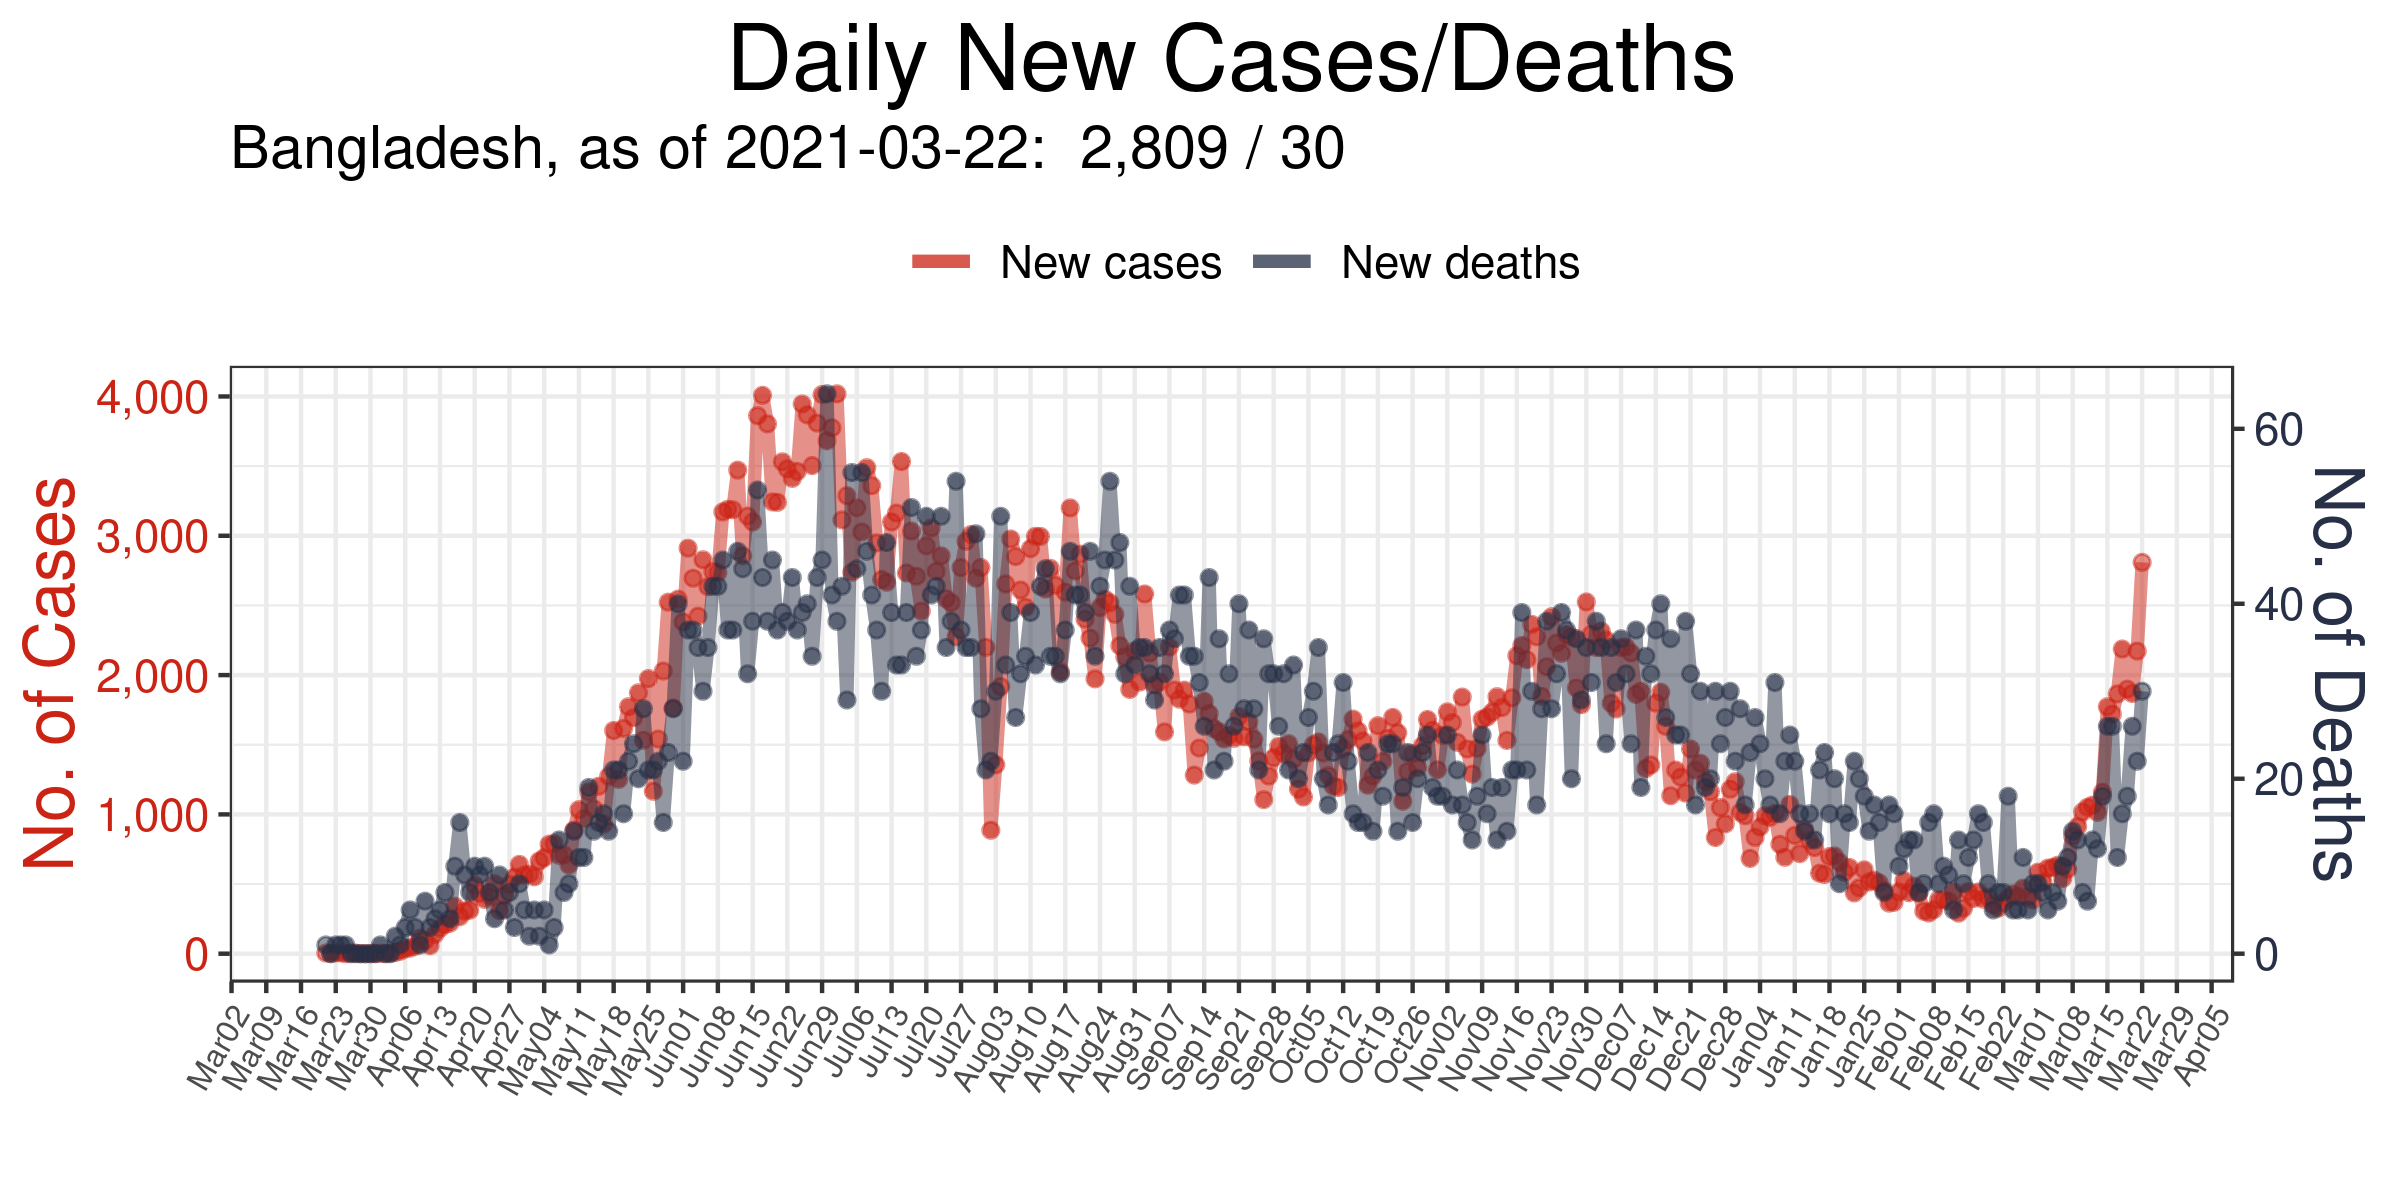 Daily New Cases/Deaths
Bangladesh, as of 2021-03-22:  2,809 / 30
New cases
New deaths
No. of Cases
4,000
3,000
2,000
1,000
0
60
40
20
0
No. of Deaths
Mar02
Mar09
Mar16
Mar23
Mar30
Apr06
Apr13
Apr20
Apr27
May04
May11
May18
May25
Jun01
Jun08
Jun15
Jun22
Jun29
Jul06
Jul13
Jul20
Jul27
Aug03
Aug10
Aug17
Aug24
Aug31
Sep07
Sep14
Sep21
Sep28
Oct05
Oct12
Oct19
Oct26
Nov02
Nov09
Nov16
Nov23
Nov30
Dec07
Dec14
Dec21
Dec28
Jan04
Jan11
Jan18
Jan25
Feb01
Feb08
Feb15
Feb22
Mar01
Mar08
Mar15
Mar22
Mar29
Apr05